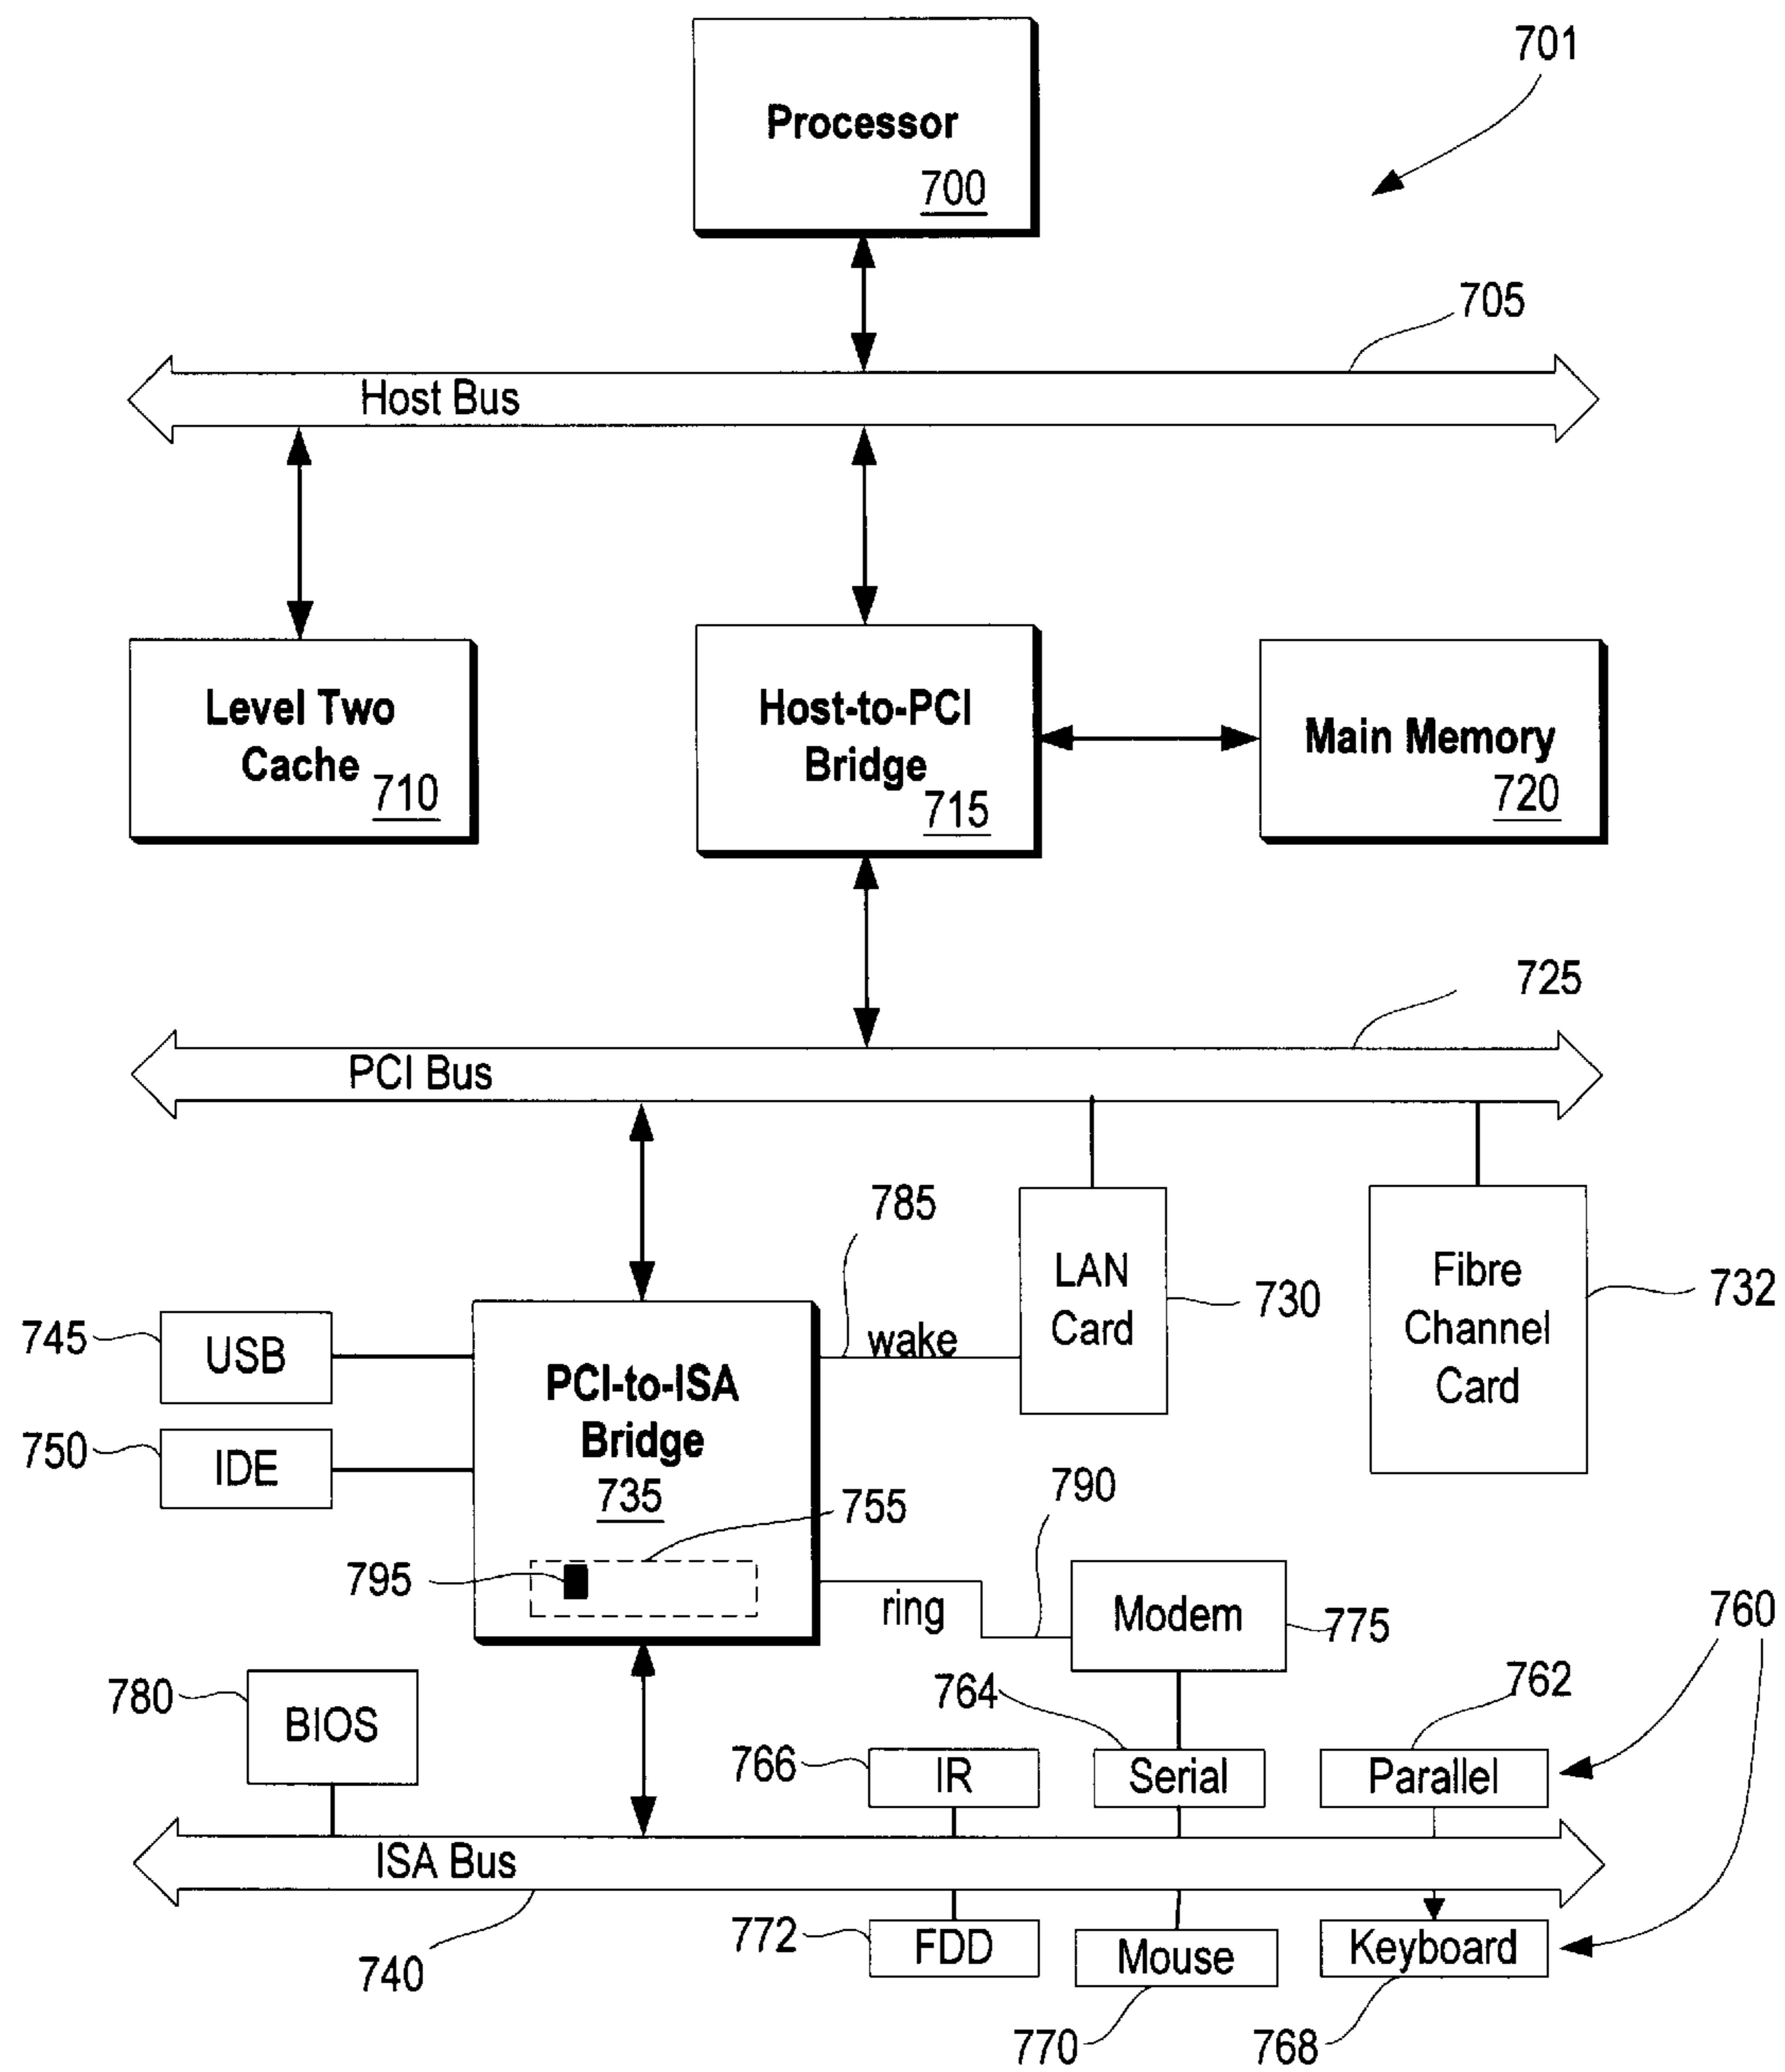 701
Processor
700
705
Host Bus
Level Two
Cache
710
Host-to-PCI
Bridge
715
Main Memory
720
725
PCI Bus
785
LAN
Card
730
Fibre
Channel
Card
732
745
USB
wake
PCI-to-ISA
Bridge
735
750
IDE
755
790
795
ring
Modem
775
760
780
BIOS
764
762
766
IR
Serial
Parallel
ISA Bus
740
772
FDD
Mouse
Keyboard
770
768